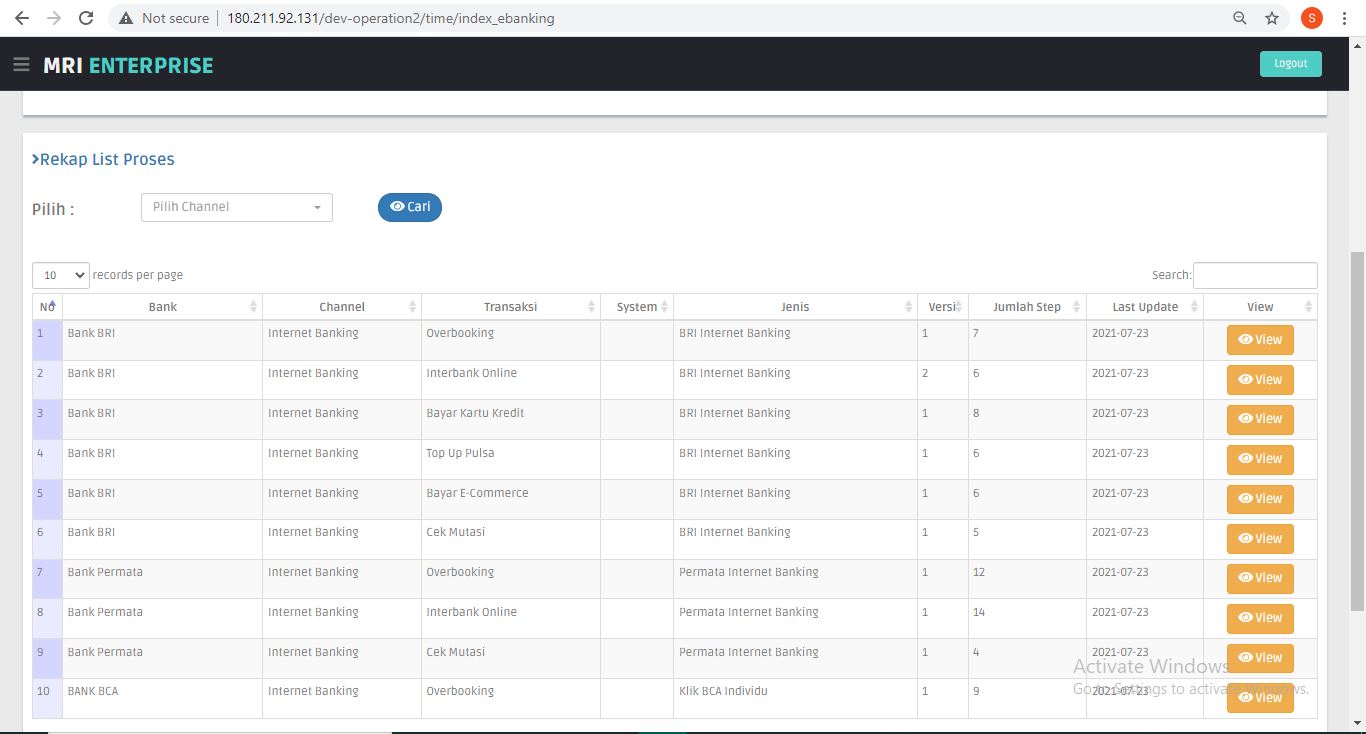 Not secure 180.211.92.131/dev-operation2/time/index_ebanking S
MRI ENTERPRISE Logout
Rekap List Proses
Pilih : Pilih Channel Cari
10 records per page Search:
No Bank Channel Transaksi System Jenis Versi Jumlah Step Last Update View
1 Bank BRI Internet Banking Overbooking BRI Internet Banking 1 7 2021-07-23 View
2 Bank BRI Internet Banking Interbank Online BRI Internet Banking 2 6 2021-07-23 View
3 Bank BRI Internet Banking Bayar Kartu Kredit BRI Internet Banking 1 8 2021-07-23 View
4 Bank BRI Internet Banking Top Up Pulsa BRI Internet Banking 1 6 2021-07-23 View
5 Bank BRI Internet Banking Bayar E-Commerce BRI Internet Banking 1 6 2021-07-23 View
6 Bank BRI Internet Banking Cek Mutasi BRI Internet Banking 1 5 2021-07-23 View
7 Bank Permata Internet Banking Overbooking Permata Internet Banking 1 12 2021-07-23 View
8 Bank Permata Internet Banking Interbank Online Permata Internet Banking 1 14 2021-07-23 View
9 Bank Permata Internet Banking Cek Mutasi Permata Internet Banking 1 4 2021-07-23 View
Activate Windows
10 BANK BCA Internet Banking Overbooking Klik BCA Individu 1 9 2021-07-23 View
Go to Settings to activate Windows.